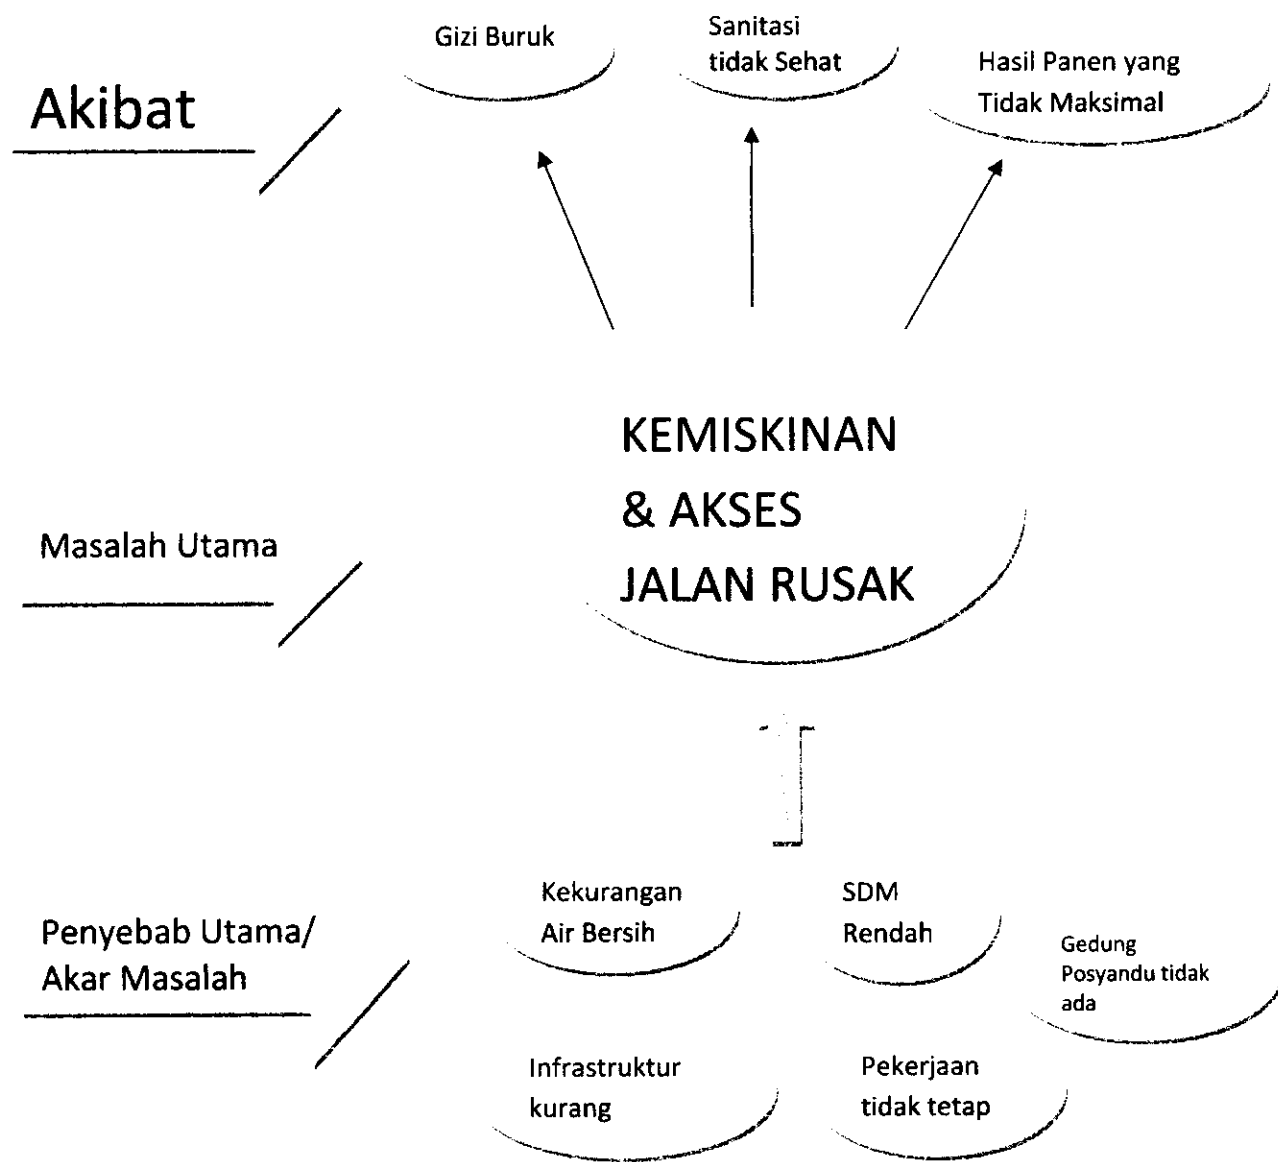 Gizi Buruk
Sanitasi
tidak Sehat
Hasil Panen yang
Tidak Maksimal
Akibat
KEMISKINAN
& AKSES
JALAN RUSAK
Masalah Utama
Kekurangan
Air Bersih
SDM
Rendah
Gedung
Posyandu tidak
ada
Penyebab Utama/
Akar Masalah
Infrastruktur
kurang
Pekerjaan
tidak tetap